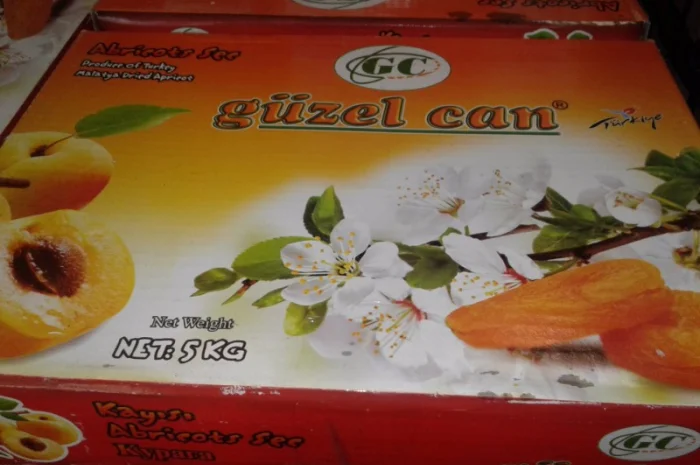 Abricots Sec
Produce Of Turkey
Malatya Dried Apricot
GC
güzel can®
Türkiye
Net Weight
NET: 5 KG
Kayısı
Abricots Sec
Курага
GC